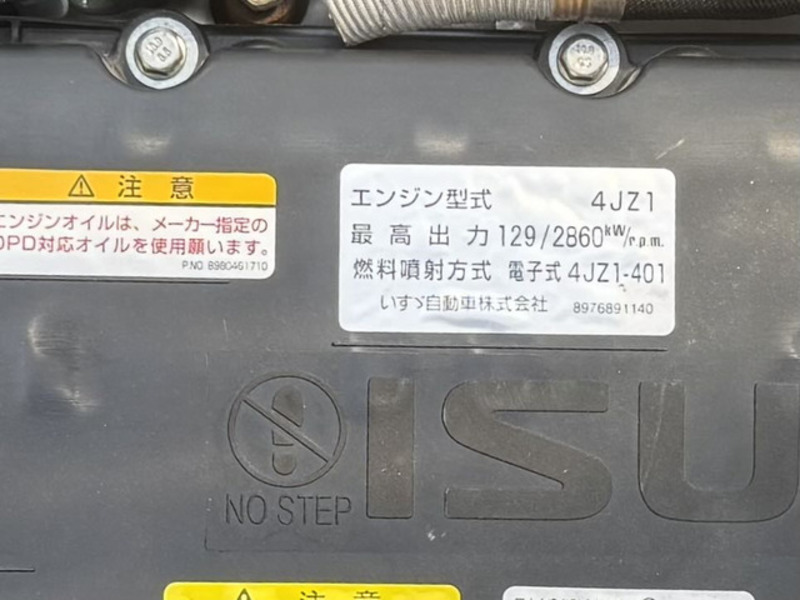 注意
エンジンオイルは、メーカー指定の
DPD対応オイルを使用願います。
P.NO 8980461710
エンジン型式 4JZ1
最高出力 129/2860kW/r.p.m.
燃料噴射方式 電子式 4JZ1-401
いすゞ自動車株式会社 8976891140
NO STEP
ISU
注意